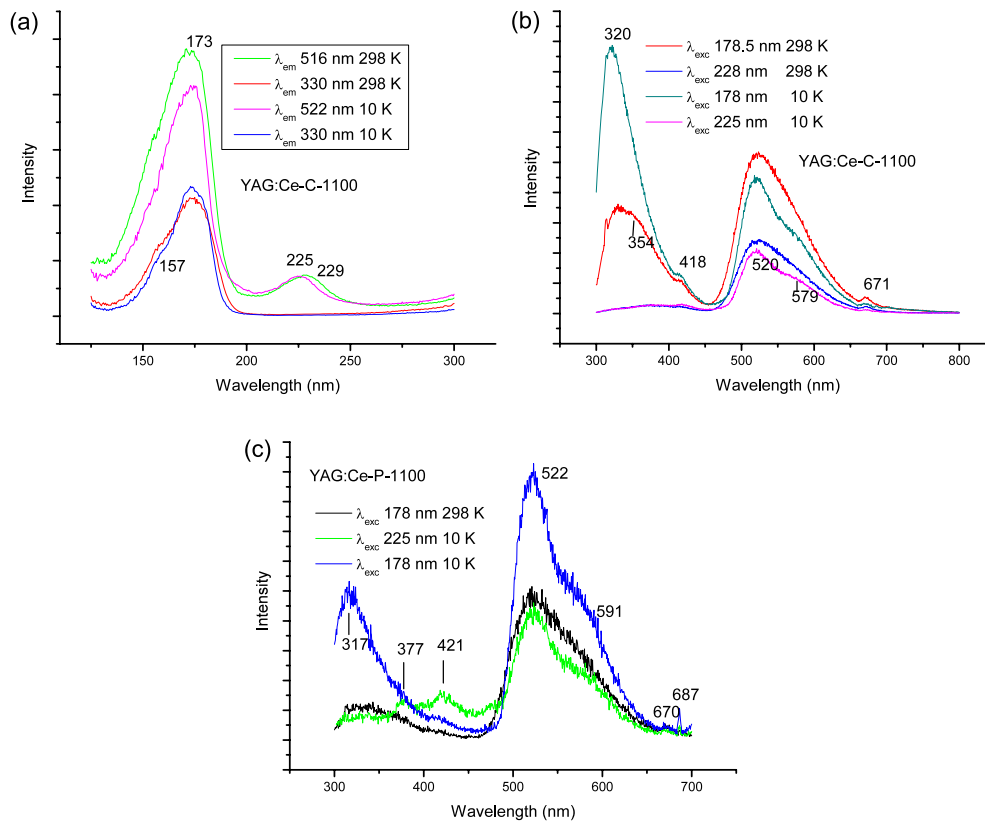 (a)
173
λem 516 nm 298 K
λem 330 nm 298 K
λem 522 nm 10 K
λem 330 nm 10 K
YAG:Ce-C-1100
157
225
229
Intensity
150 200 250 300
Wavelength (nm)
(b)
320
λexc 178.5 nm 298 K
λexc 228 nm 298 K
λexc 178 nm 10 K
λexc 225 nm 10 K
YAG:Ce-C-1100
354
418
520
579
671
Intensity
300 400 500 600 700 800
Wavelength (nm)
(c)
YAG:Ce-P-1100
λexc 178 nm 298 K
λexc 225 nm 10 K
λexc 178 nm 10 K
522
591
317
377
421
670
687
Intensity
300 400 500 600 700
Wavelength (nm)